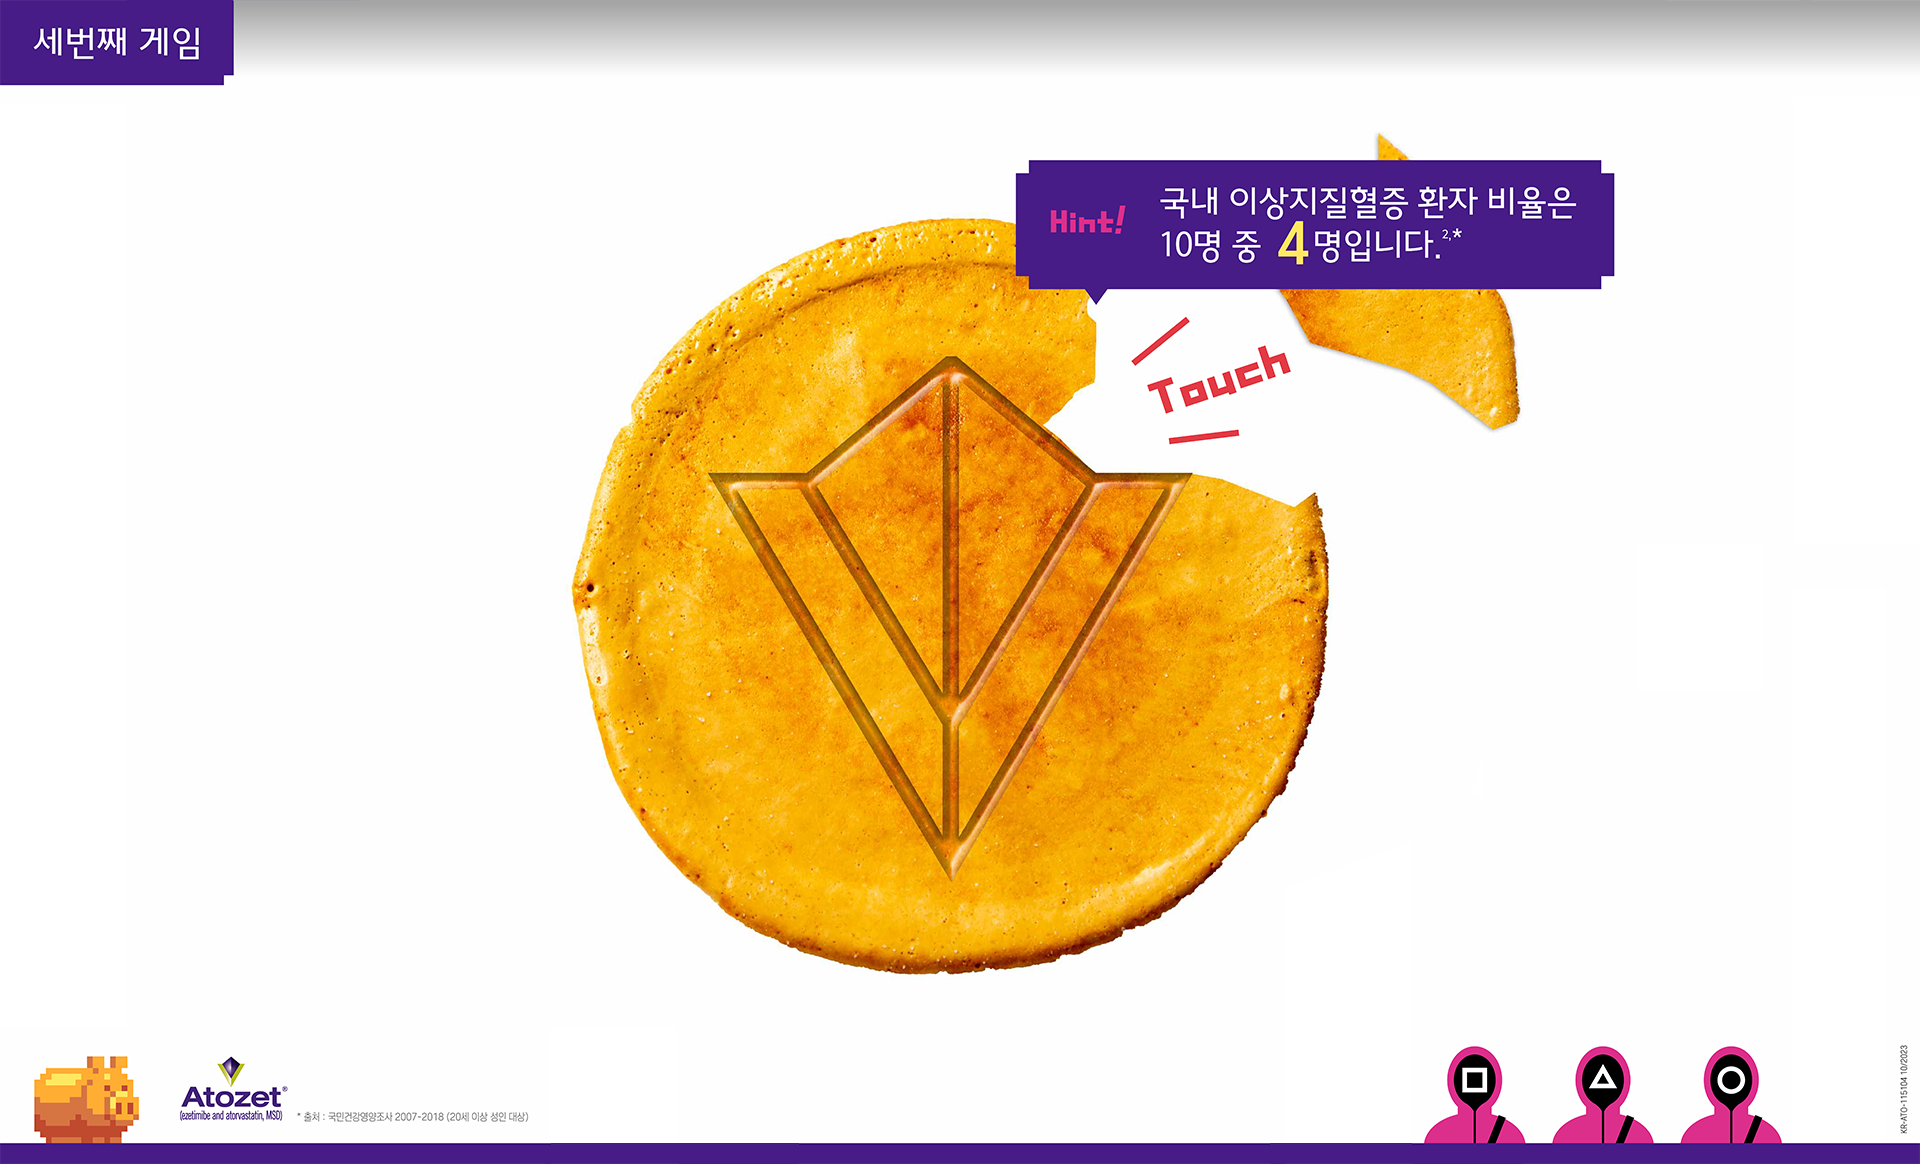 세번째 게임
Hint!
국내 이상지질혈증 환자 비율은
10명 중 4명입니다.2,*
Touch
Atozet®
(ezetimibe and atorvastatin, MSD)
* 출처 : 국민건강영양조사 2007-2018 (20세 이상 성인 대상)
KR-ATO-115104 10/2023